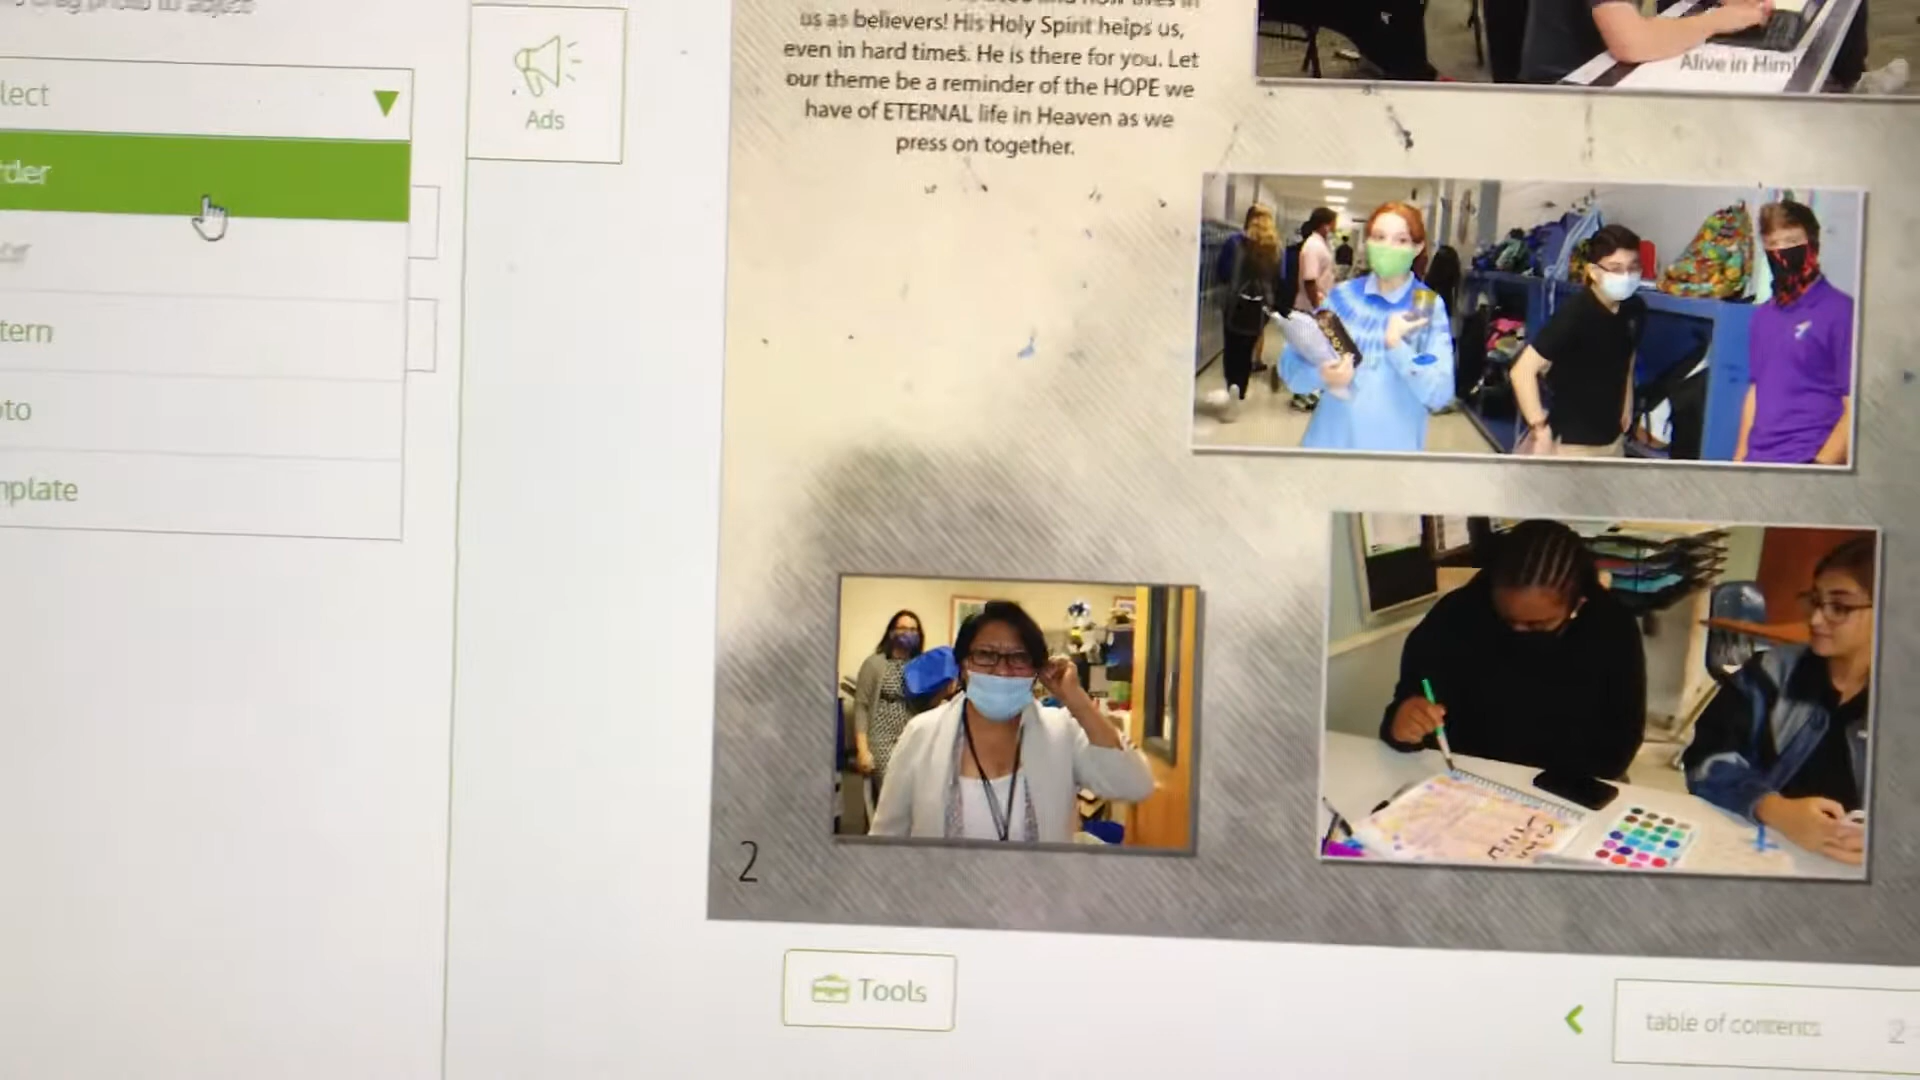 lect
Ads
rder
tern
oto
mplate
us as believers! His Holy Spirit helps us,
even in hard times. He is there for you. Let
our theme be a reminder of the HOPE we
have of ETERNAL life in Heaven as we
press on together.
Alive in Him!
2
Tools
table of contents 2